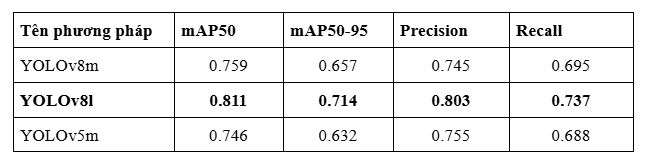 Tên phương pháp mAP50 mAP50-95 Precision Recall
YOLOv8m 0.759 0.657 0.745 0.695
YOLOv8l 0.811 0.714 0.803 0.737
YOLOv5m 0.746 0.632 0.755 0.688